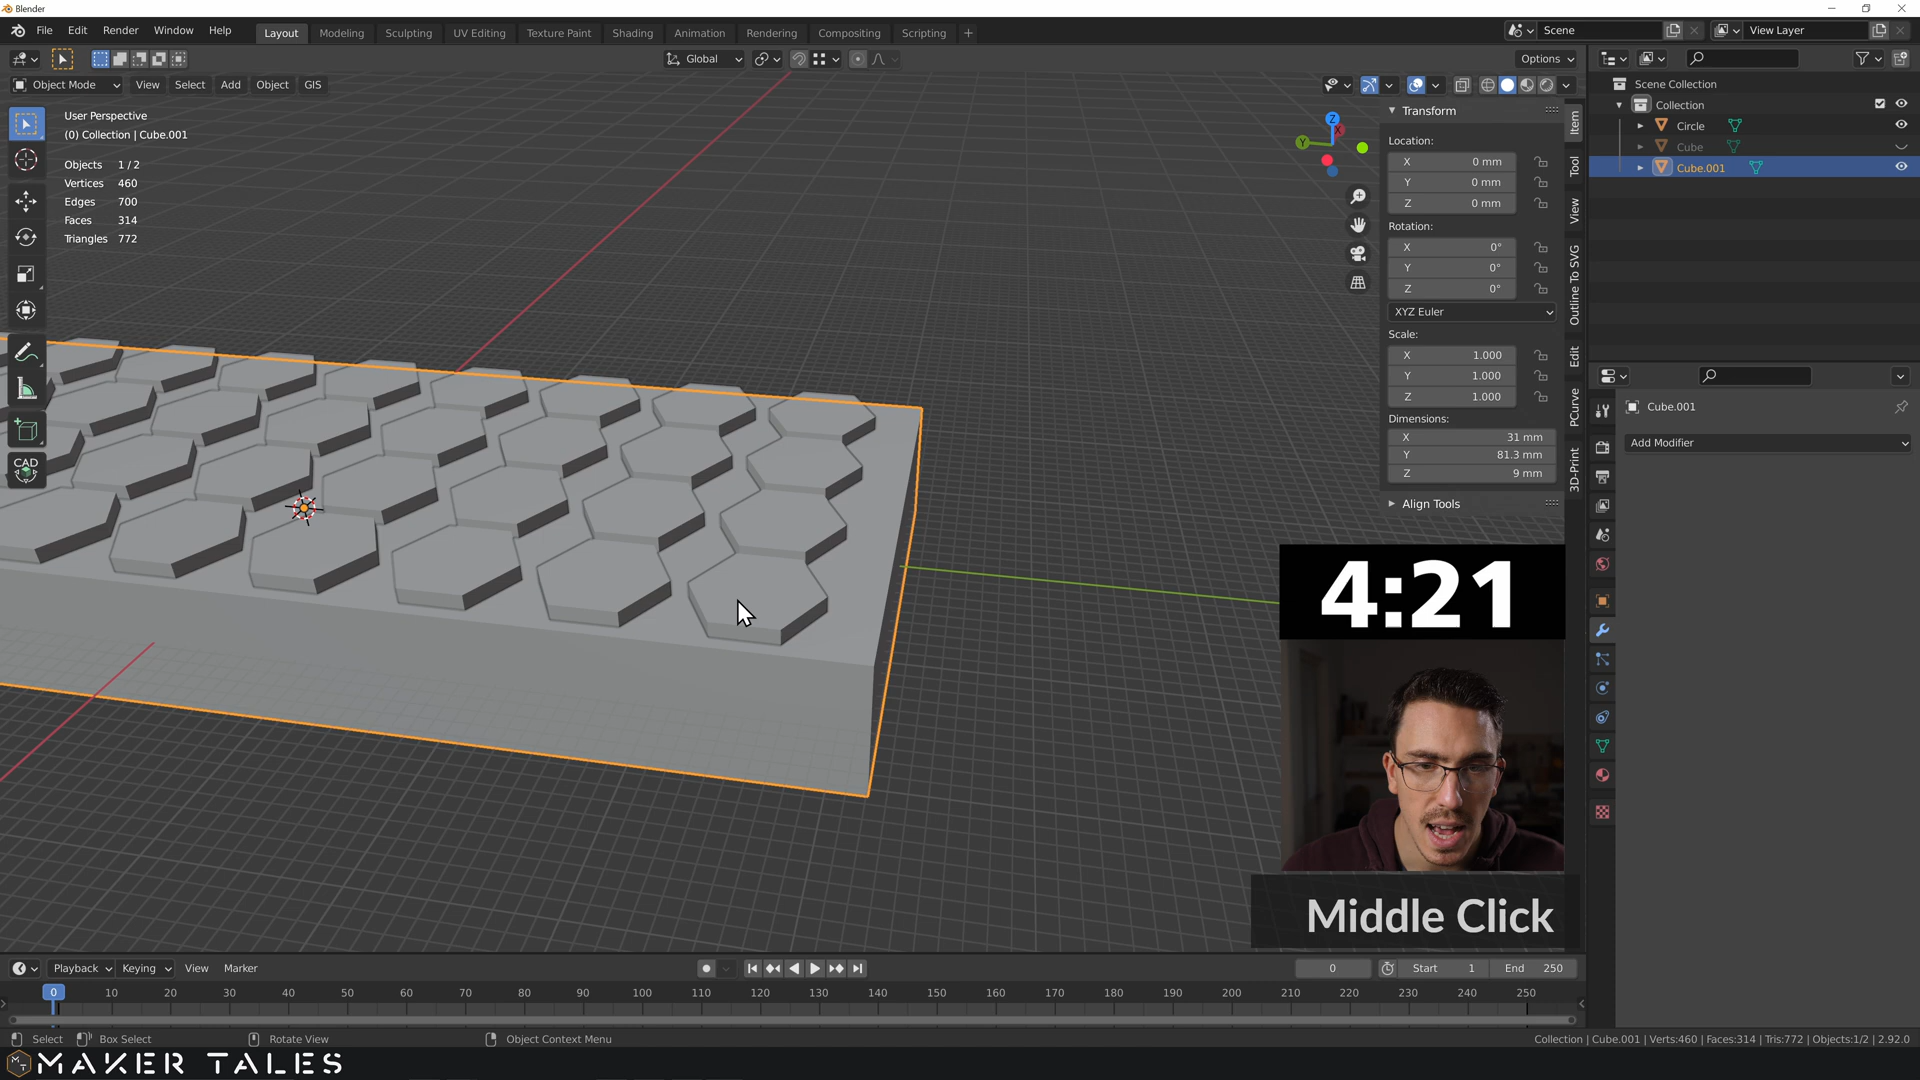 Blender
File Edit Render Window Help
Layout Modeling Sculpting UV Editing Texture Paint Shading Animation Rendering Compositing Scripting +
Scene
View Layer
Global
Options
Object Mode View Select Add Object GIS
User Perspective
(0) Collection | Cube.001
Objects 1 / 2
Vertices 460
Edges 700
Faces 314
Triangles 772
CAD
Z
X
Y
Transform
Location:
X 0 mm
Y 0 mm
Z 0 mm
Rotation:
X 0°
Y 0°
Z 0°
XYZ Euler
Scale:
X 1.000
Y 1.000
Z 1.000
Dimensions:
X 31 mm
Y 81.3 mm
Z 9 mm
Align Tools
Item
Tool
View
Outline To SVG
Edit
PCurve
3D-Print
Scene Collection
Collection
Circle
Cube
Cube.001
Cube.001
Add Modifier
4:21
Middle Click
Playback Keying View Marker
0
Start 1 End 250
0 10 20 30 40 50 60 70 80 90 100 110 120 130 140 150 160 170 180 190 200 210 220 230 240 250
Select Box Select Rotate View Object Context Menu
Collection | Cube.001 | Verts:460 | Faces:314 | Tris:772 | Objects:1/2 | 2.92.0
MAKER TALES